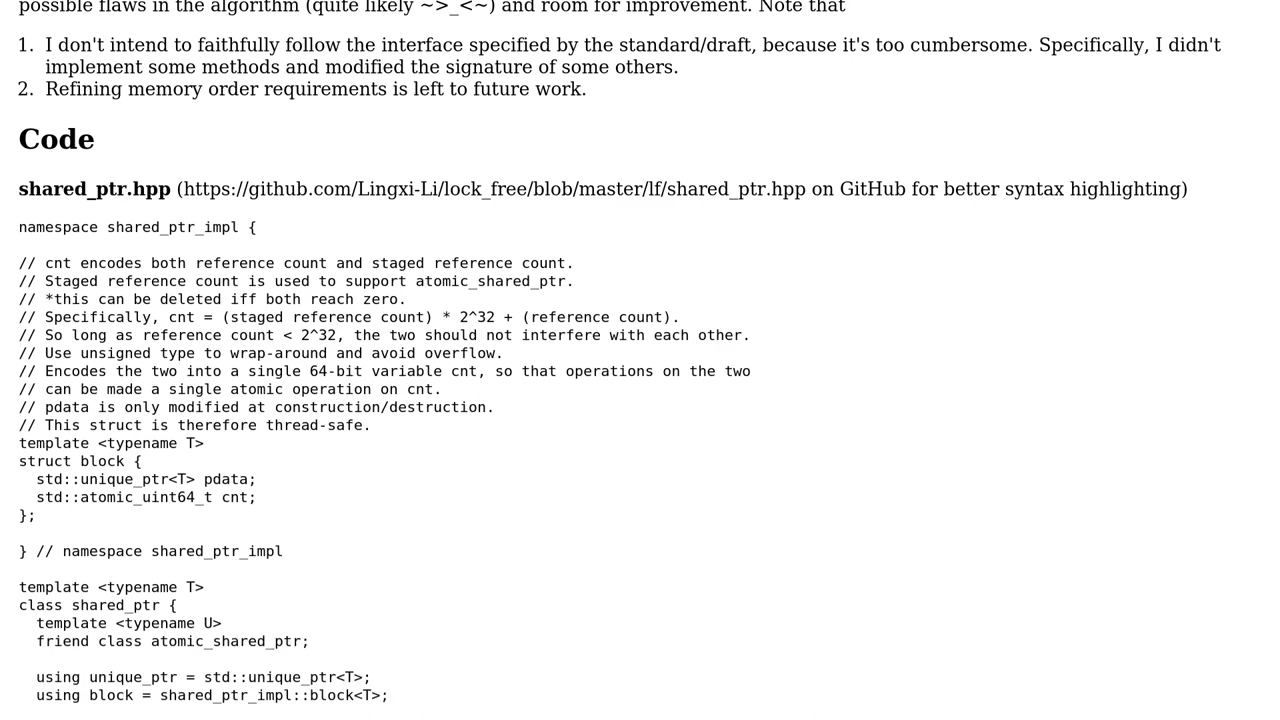 possible flaws in the algorithm (quite likely ~>_<~) and room for improvement. Note that
1. I don't intend to faithfully follow the interface specified by the standard/draft, because it's too cumbersome. Specifically, I didn't
implement some methods and modified the signature of some others.
2. Refining memory order requirements is left to future work.
Code
shared_ptr.hpp (https://github.com/Lingxi-Li/lock_free/blob/master/lf/shared_ptr.hpp on GitHub for better syntax highlighting)
namespace shared_ptr_impl {
// cnt encodes both reference count and staged reference count.
// Staged reference count is used to support atomic_shared_ptr.
// *this can be deleted iff both reach zero.
// Specifically, cnt = (staged reference count) * 2^32 + (reference count).
// So long as reference count < 2^32, the two should not interfere with each other.
// Use unsigned type to wrap-around and avoid overflow.
// Encodes the two into a single 64-bit variable cnt, so that operations on the two
// can be made a single atomic operation on cnt.
// pdata is only modified at construction/destruction.
// This struct is therefore thread-safe.
template <typename T>
struct block {
  std::unique_ptr<T> pdata;
  std::atomic_uint64_t cnt;
};
} // namespace shared_ptr_impl
template <typename T>
class shared_ptr {
  template <typename U>
  friend class atomic_shared_ptr;
  using unique_ptr = std::unique_ptr<T>;
  using block = shared_ptr_impl::block<T>;